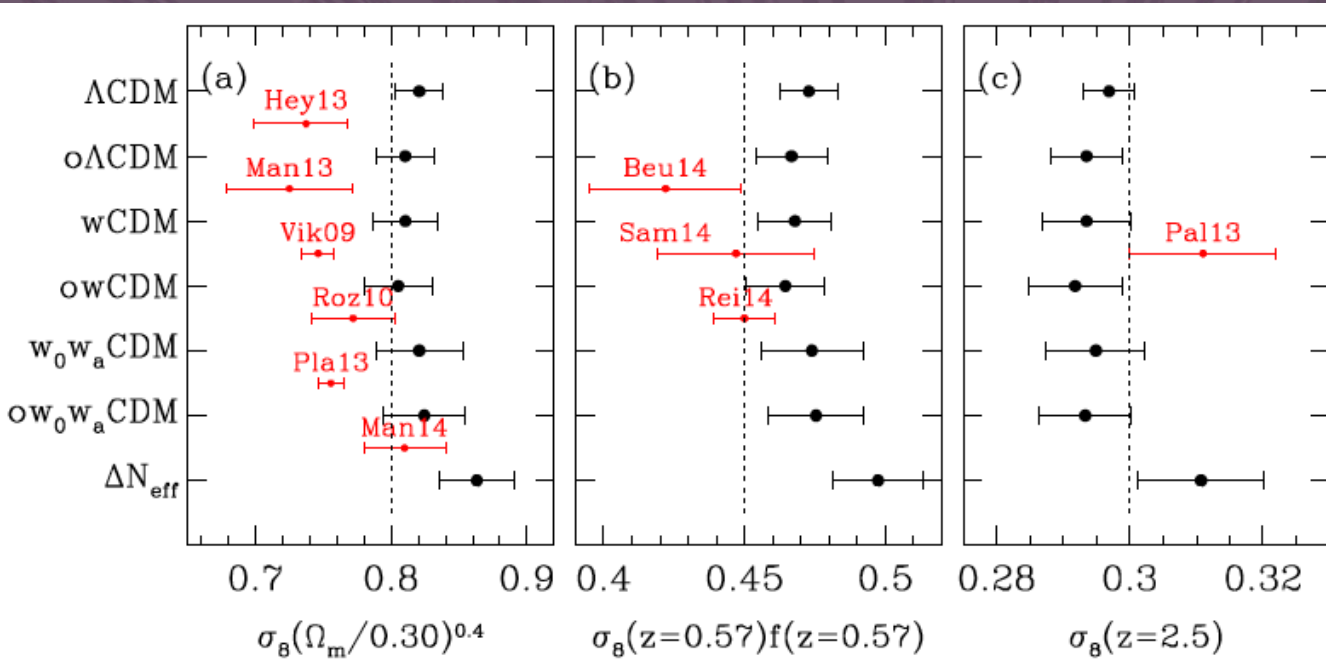 (a) (b) (c)
ΛCDM
Hey13
oΛCDM
Man13 Beu14
wCDM
Vik09 Sam14 Pal13
owCDM
Roz10 Rei14
w₀wₐCDM
Pla13
ow₀wₐCDM
Man14
ΔN_eff
0.7 0.8 0.9 0.4 0.45 0.5 0.28 0.3 0.32
σ₈(Ωₘ/0.30)⁰·⁴ σ₈(z=0.57)f(z=0.57) σ₈(z=2.5)